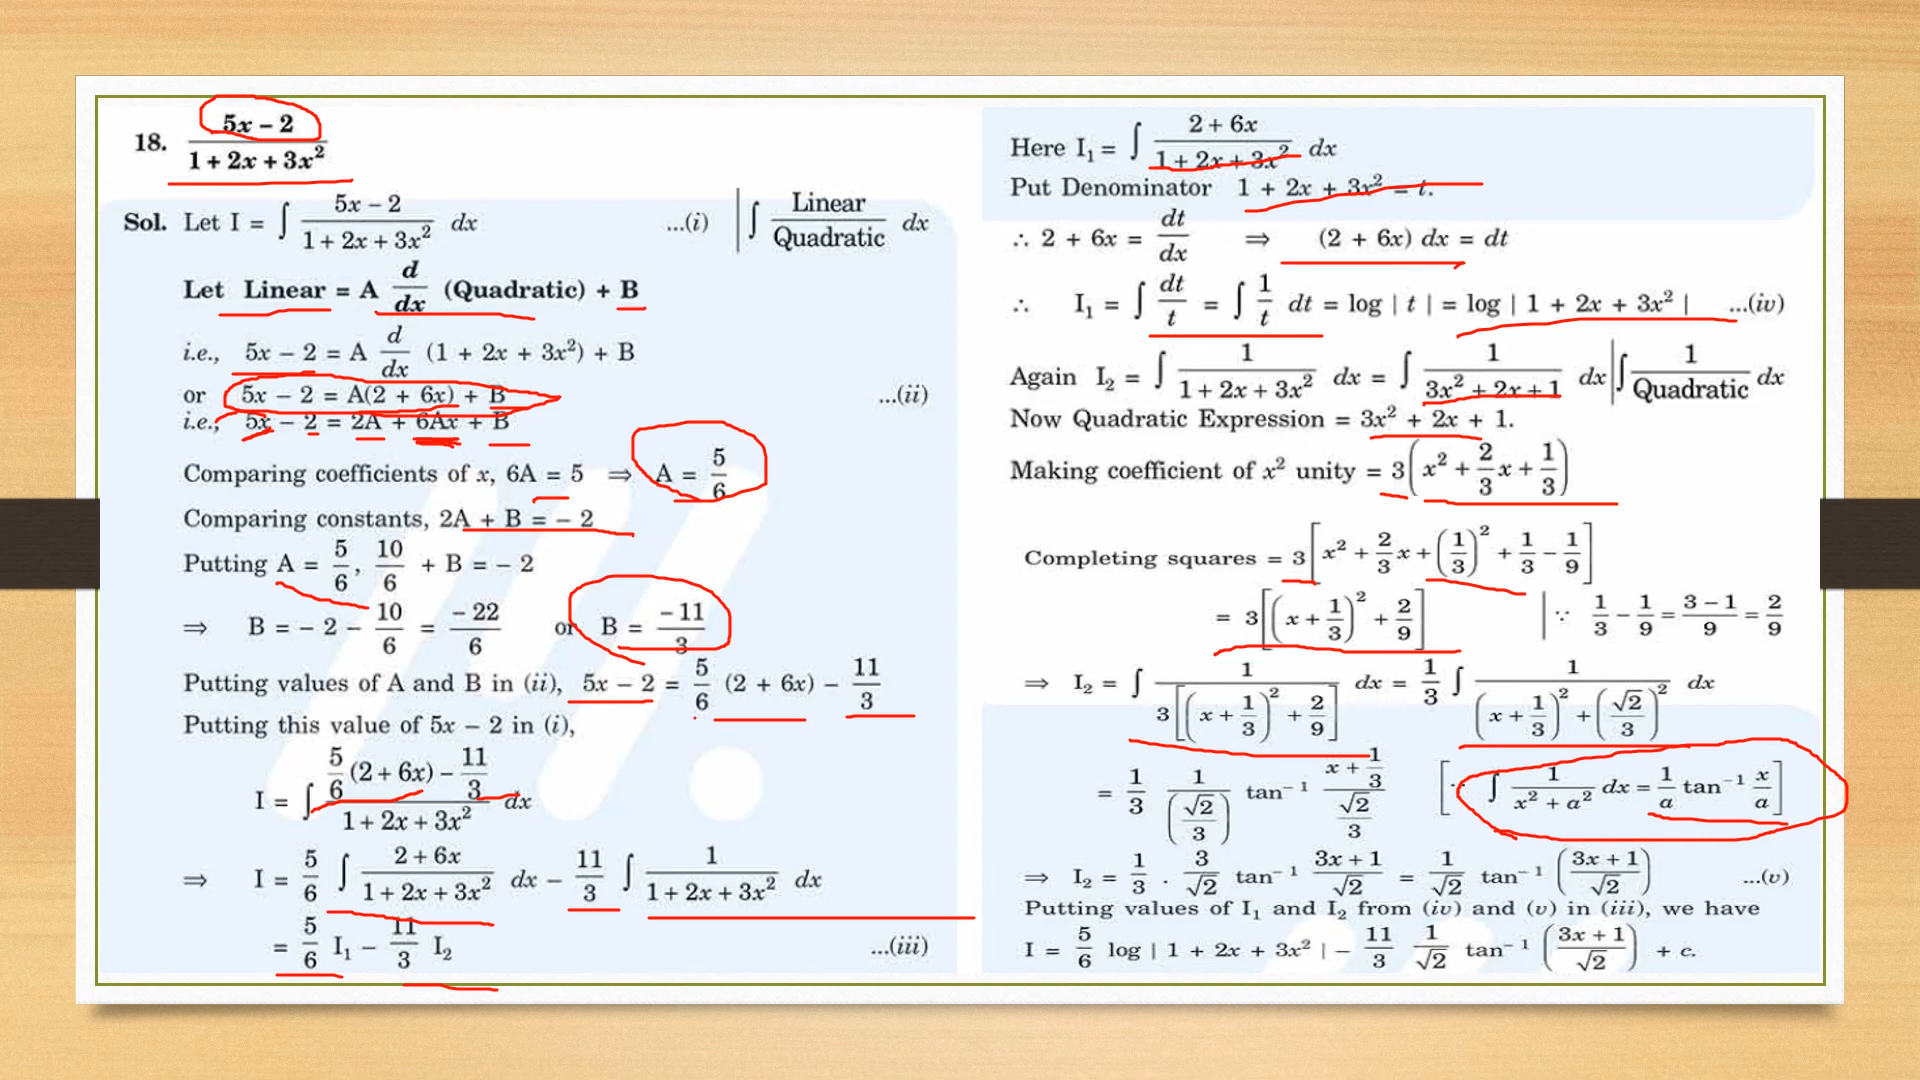 18. (5x − 2)/(1 + 2x + 3x²)
Sol. Let I = ∫ (5x − 2)/(1 + 2x + 3x²) dx ...(i) | ∫ Linear/Quadratic dx
Let Linear = A d/dx (Quadratic) + B
i.e., 5x − 2 = A d/dx (1 + 2x + 3x²) + B
or 5x − 2 = A(2 + 6x) + B ...(ii)
i.e., 5x − 2 = 2A + 6Ax + B
Comparing coefficients of x, 6A = 5 ⇒ A = 5/6
Comparing constants, 2A + B = − 2
Putting A = 5/6, 10/6 + B = − 2
⇒ B = − 2 − 10/6 = −22/6 or B = −11/3
Putting values of A and B in (ii), 5x − 2 = 5/6 (2 + 6x) − 11/3
Putting this value of 5x − 2 in (i),
I = ∫ (5/6 (2 + 6x) − 11/3)/(1 + 2x + 3x²) dx
⇒ I = 5/6 ∫ (2 + 6x)/(1 + 2x + 3x²) dx − 11/3 ∫ 1/(1 + 2x + 3x²) dx
= 5/6 I₁ − 11/3 I₂ ...(iii)
Here I₁ = ∫ (2 + 6x)/(1 + 2x + 3x²) dx
Put Denominator 1 + 2x + 3x² = t.
∴ 2 + 6x = dt/dx ⇒ (2 + 6x) dx = dt
∴ I₁ = ∫ dt/t = ∫ 1/t dt = log | t | = log | 1 + 2x + 3x² | ...(iv)
Again I₂ = ∫ 1/(1 + 2x + 3x²) dx = ∫ 1/(3x² + 2x + 1) dx | ∫ 1/Quadratic dx
Now Quadratic Expression = 3x² + 2x + 1.
Making coefficient of x² unity = 3(x² + 2/3 x + 1/3)
Completing squares = 3[x² + 2/3 x + (1/3)² + 1/3 − 1/9]
= 3[(x + 1/3)² + 2/9] | ∵ 1/3 − 1/9 = (3 − 1)/9 = 2/9
⇒ I₂ = ∫ 1/(3[(x + 1/3)² + 2/9]) dx = 1/3 ∫ 1/((x + 1/3)² + (√2/3)²) dx
= 1/3 1/(√2/3) tan⁻¹ (x + 1/3)/(√2/3) [∵ ∫ 1/(x² + a²) dx = 1/a tan⁻¹ x/a]
⇒ I₂ = 1/3 . 3/√2 tan⁻¹ (3x + 1)/√2 = 1/√2 tan⁻¹ ((3x + 1)/√2) ...(v)
Putting values of I₁ and I₂ from (iv) and (v) in (iii), we have
I = 5/6 log | 1 + 2x + 3x² | − 11/3 1/√2 tan⁻¹ ((3x + 1)/√2) + c.